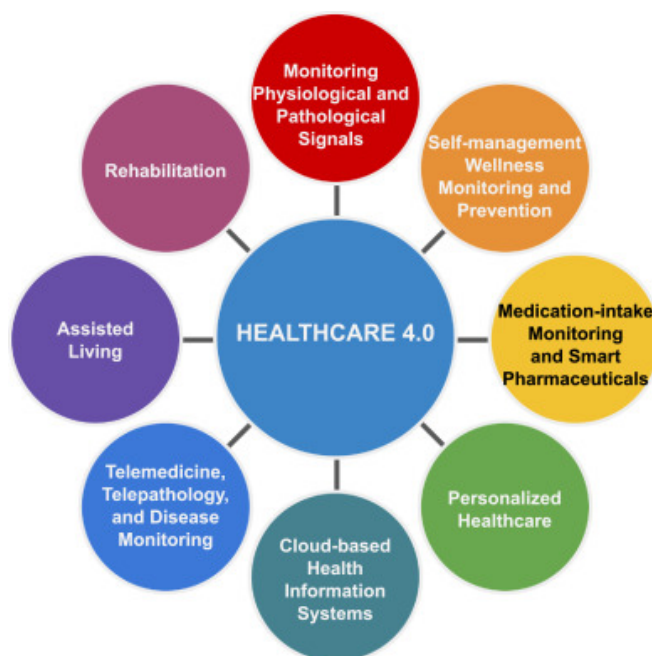 Monitoring
Physiological and
Pathological
Signals
Self-management
Wellness
Monitoring and
Prevention
Medication-intake
Monitoring
and Smart
Pharmaceuticals
Personalized
Healthcare
Cloud-based
Health
Information
Systems
Telemedicine,
Telepathology,
and Disease
Monitoring
Assisted
Living
Rehabilitation
HEALTHCARE 4.0